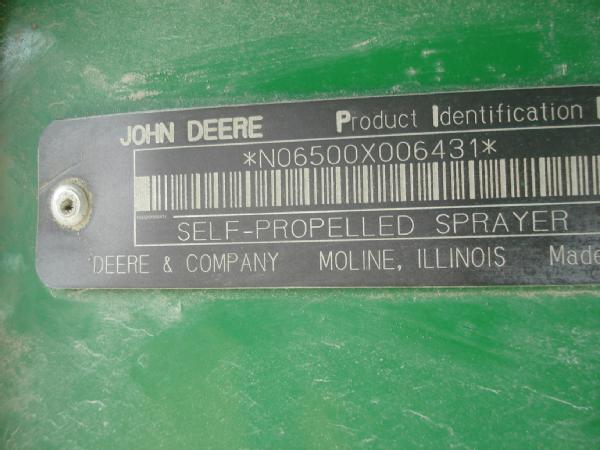 JOHN DEERE Product Identification
*N06500X006431*
SELF-PROPELLED SPRAYER
DEERE & COMPANY MOLINE, ILLINOIS Made